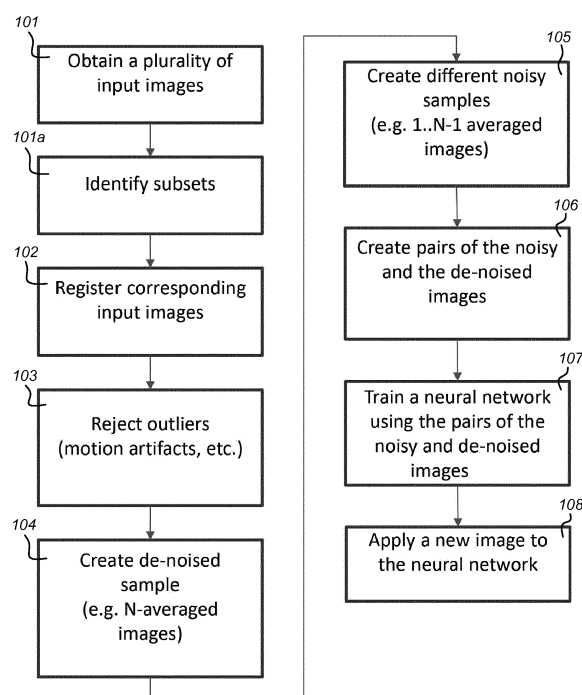 101
Obtain a plurality of
input images
101a
Identify subsets
102
Register corresponding
input images
103
Reject outliers
(motion artifacts, etc.)
104
Create de-noised
sample
(e.g. N-averaged
images)
105
Create different noisy
samples
(e.g. 1..N-1 averaged
images)
106
Create pairs of the noisy
and the de-noised
images
107
Train a neural network
using the pairs of the
noisy and de-noised
images
108
Apply a new image to
the neural network